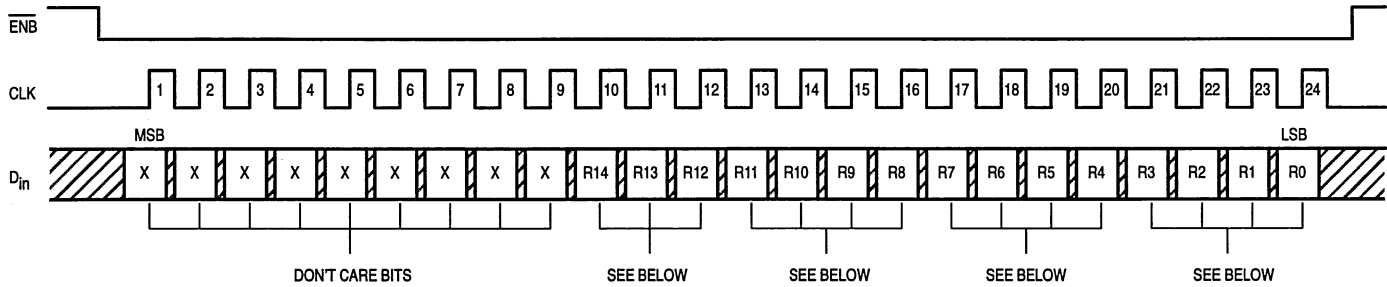 ENB
CLK 1 2 3 4 5 6 7 8 9 10 11 12 13 14 15 16 17 18 19 20 21 22 23 24
MSB LSB
Din X X X X X X X X X R14 R13 R12 R11 R10 R9 R8 R7 R6 R5 R4 R3 R2 R1 R0
DON'T CARE BITS SEE BELOW SEE BELOW SEE BELOW SEE BELOW